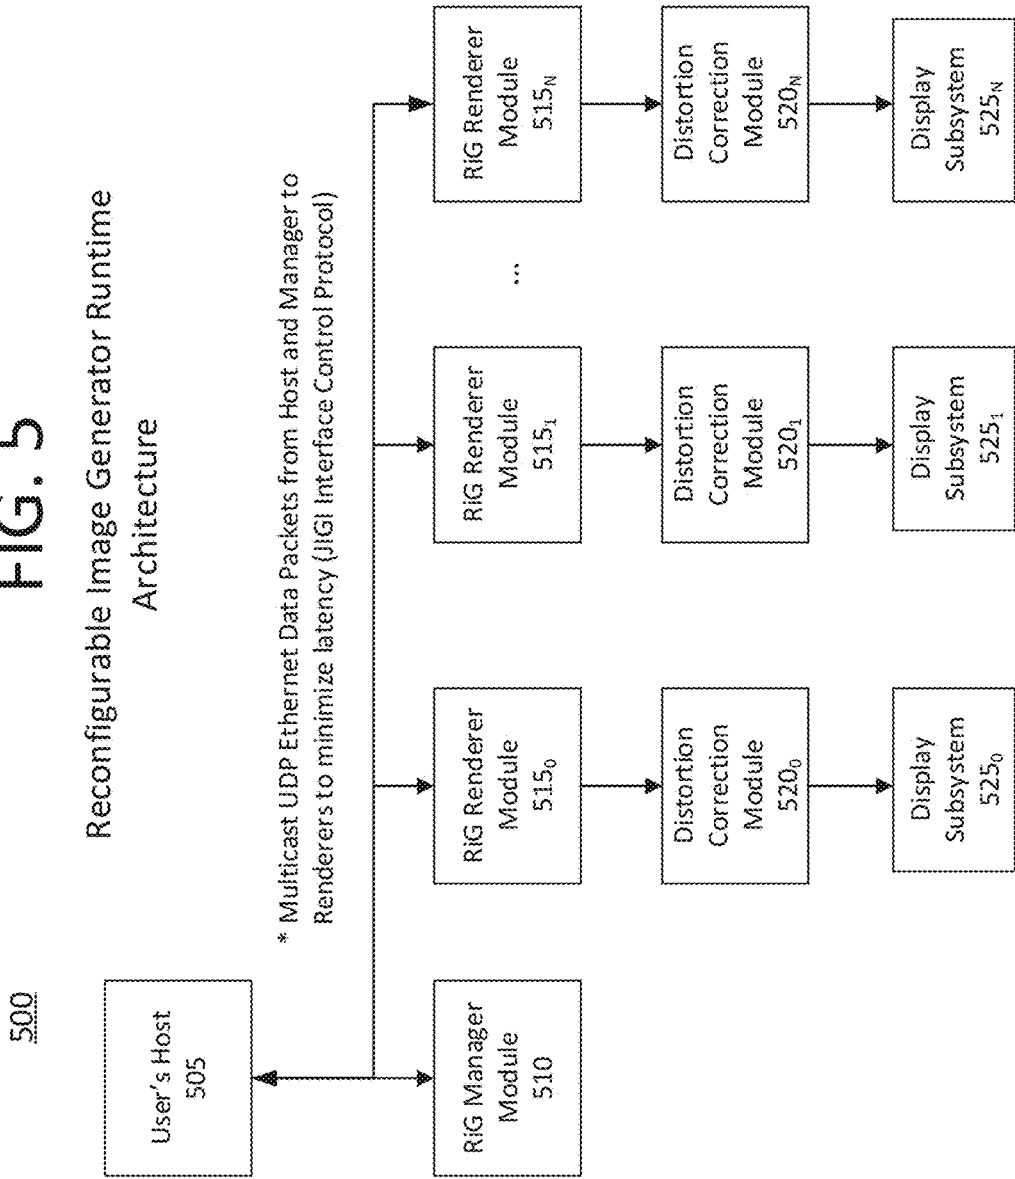 500
FIG. 5
Reconfigurable Image Generator Runtime
Architecture
User's Host
505
* Multicast UDP Ethernet Data Packets from Host and Manager to
Renderers to minimize latency (JIGI Interface Control Protocol)
RiG Manager
Module
510
RiG Renderer
Module
515₀
RiG Renderer
Module
515₁
...
RiG Renderer
Module
515ₙ
Distortion
Correction
Module
520₀
Distortion
Correction
Module
520₁
Distortion
Correction
Module
520ₙ
Display
Subsystem
525₀
Display
Subsystem
525₁
Display
Subsystem
525ₙ